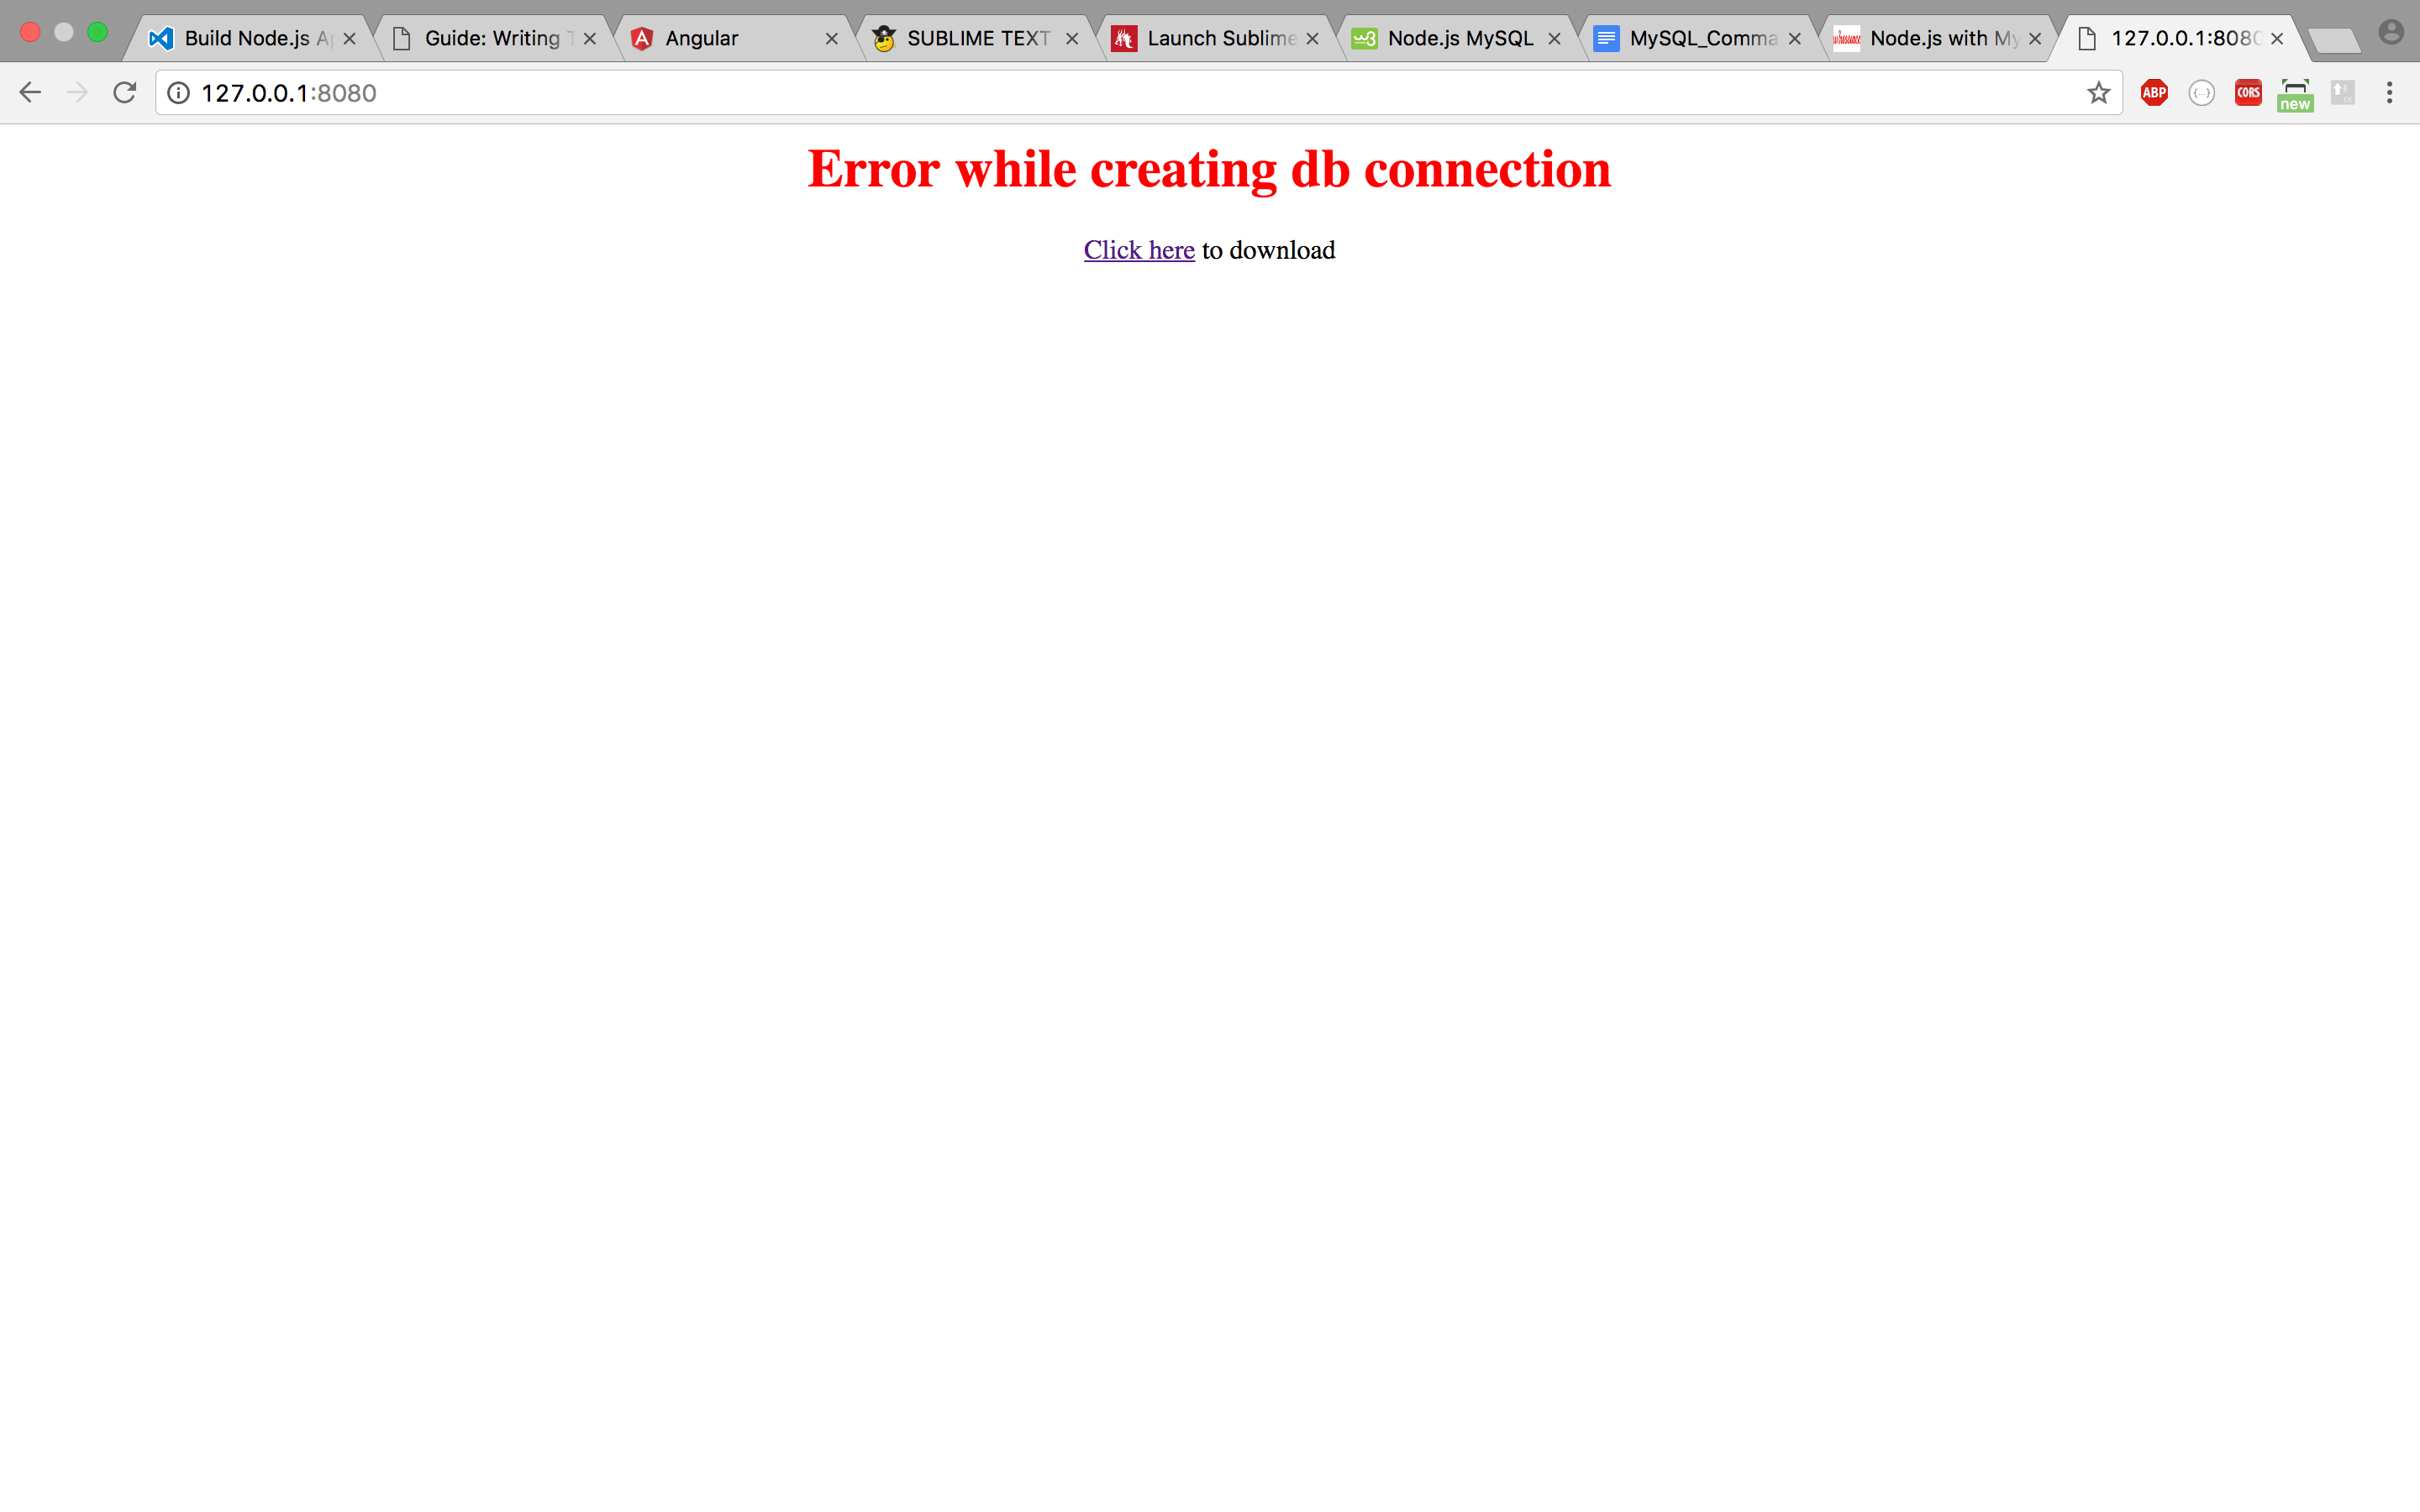 Build Node.js Ap
Guide: Writing T
Angular
SUBLIME TEXT
Launch Sublime
Node.js MySQL
MySQL_Comma
Node.js with My
127.0.0.1:8080
127.0.0.1:8080
ABP
{...}
CORS
new
Error while creating db connection
Click here to download